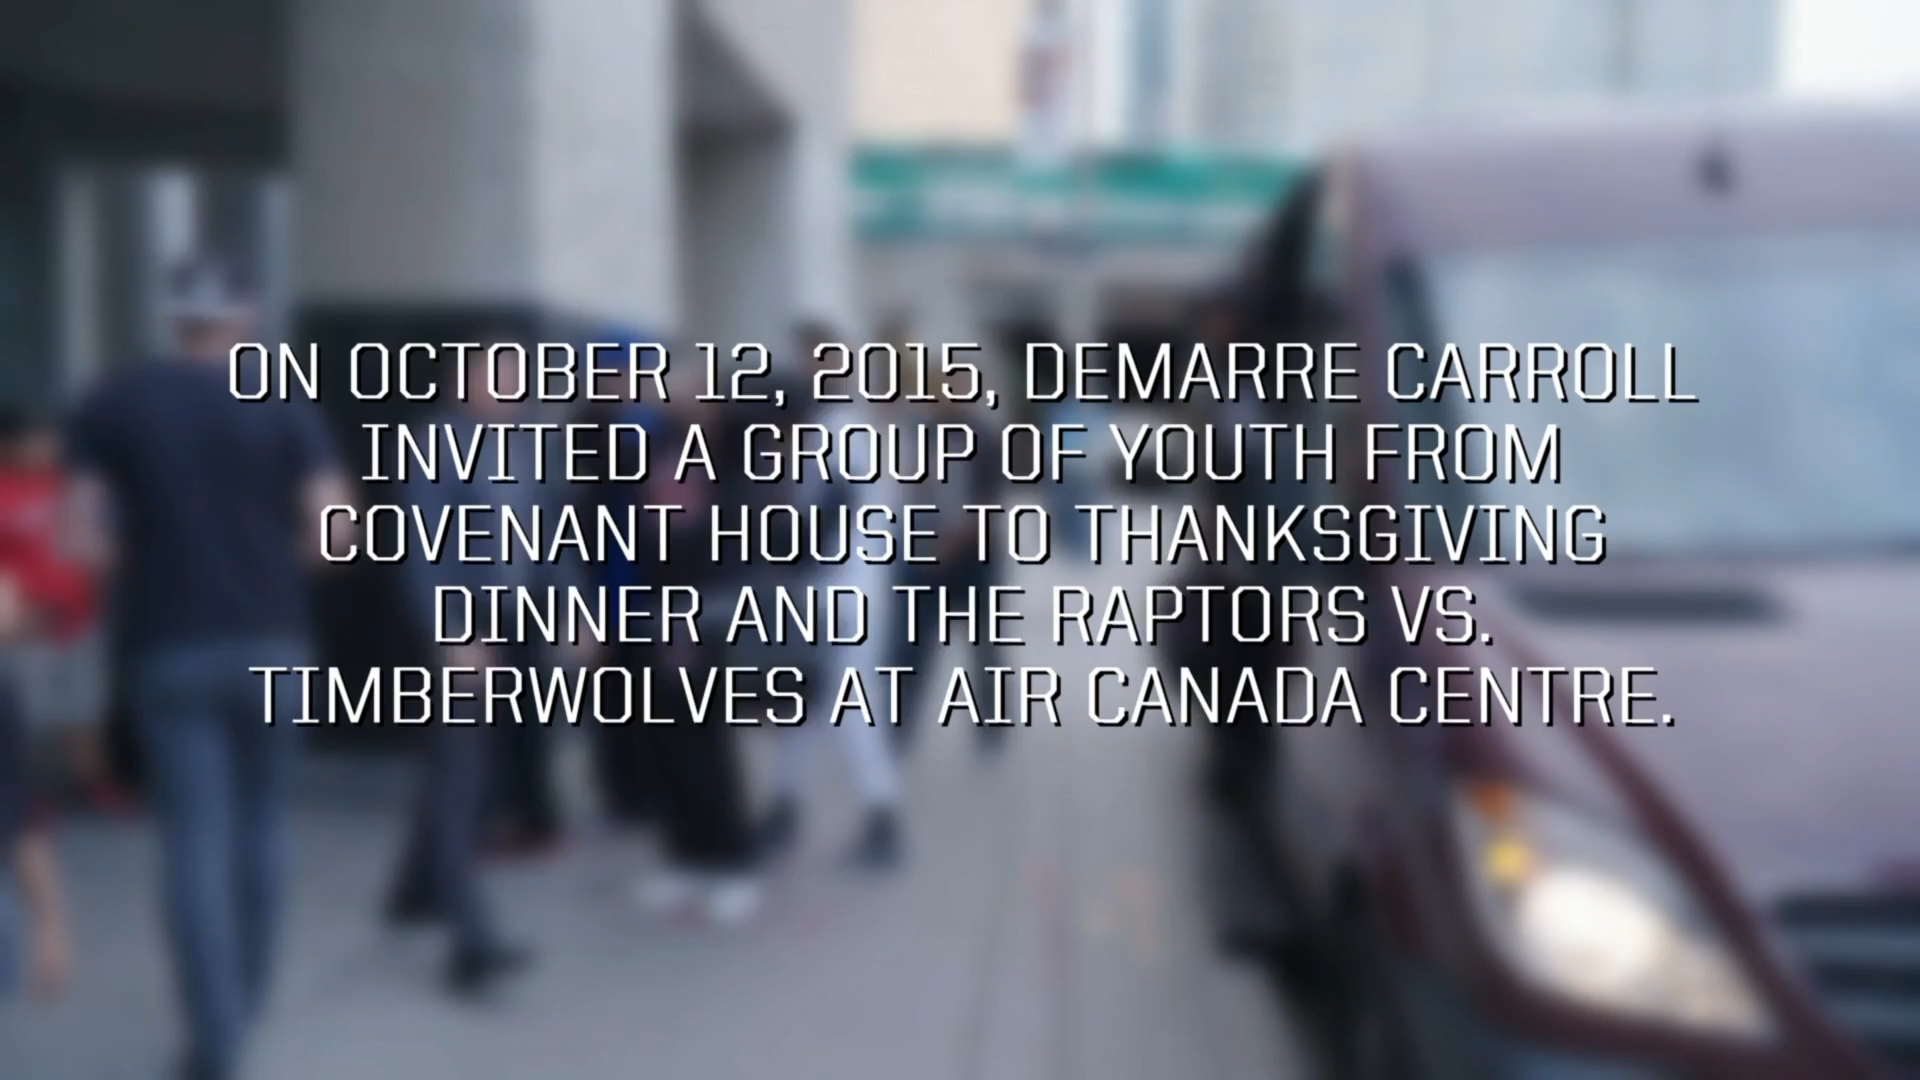 ON OCTOBER 12, 2015, DEMARRE CARROLL
INVITED A GROUP OF YOUTH FROM
COVENANT HOUSE TO THANKSGIVING
DINNER AND THE RAPTORS VS.
TIMBERWOLVES AT AIR CANADA CENTRE.